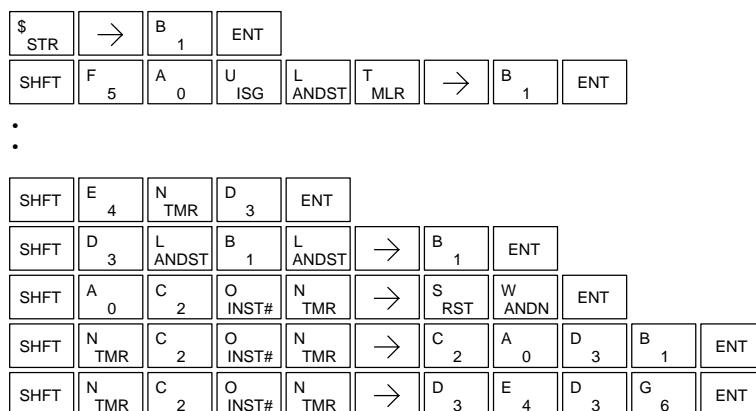 $ STR → B 1 ENT
SHFT F 5 A 0 U ISG L ANDST T MLR → B 1 ENT
•
•
SHFT E 4 N TMR D 3 ENT
SHFT D 3 L ANDST B 1 L ANDST → B 1 ENT
SHFT A 0 C 2 O INST# N TMR → S RST W ANDN ENT
SHFT N TMR C 2 O INST# N TMR → C 2 A 0 D 3 B 1 ENT
SHFT N TMR C 2 O INST# N TMR → D 3 E 4 D 3 G 6 ENT